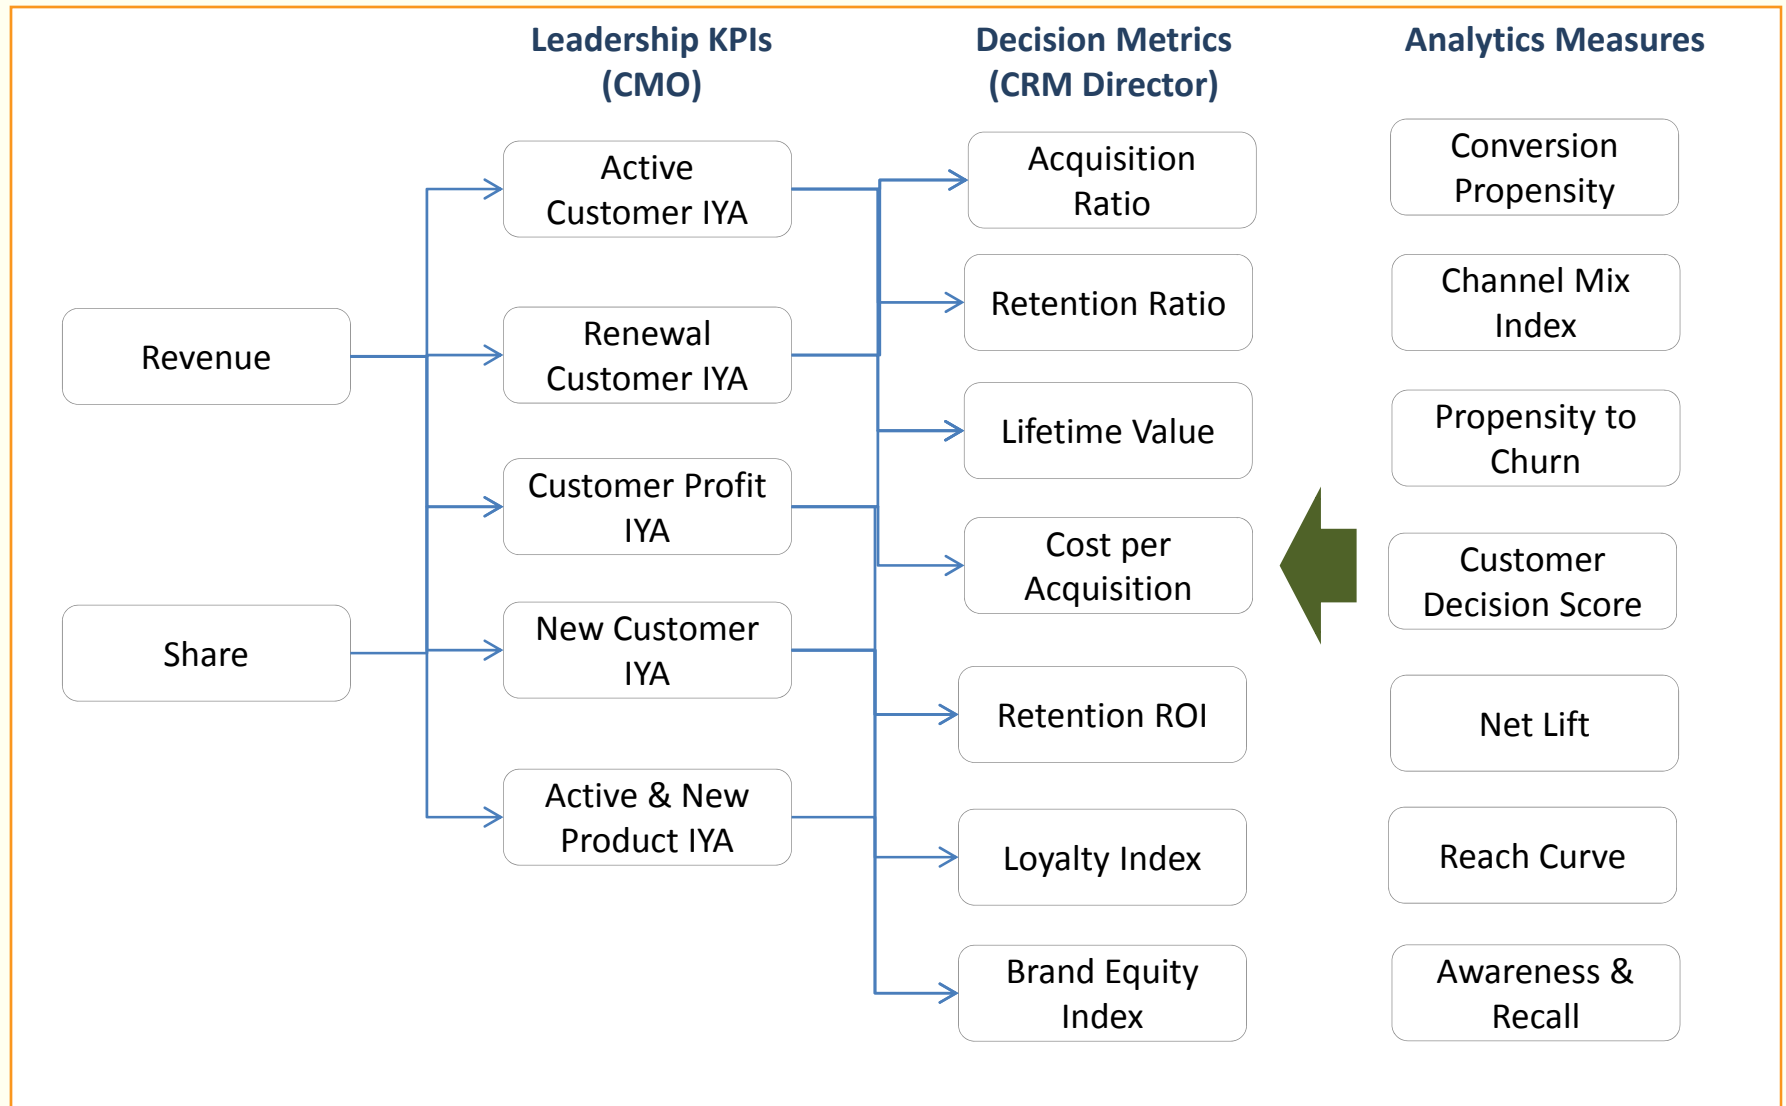 Leadership KPIs
(CMO)
Decision Metrics
(CRM Director)
Analytics Measures
Revenue
Share
Active
Customer IYA
Renewal
Customer IYA
Customer Profit
IYA
New Customer
IYA
Active & New
Product IYA
Acquisition
Ratio
Retention Ratio
Lifetime Value
Cost per
Acquisition
Retention ROI
Loyalty Index
Brand Equity
Index
Conversion
Propensity
Channel Mix
Index
Propensity to
Churn
Customer
Decision Score
Net Lift
Reach Curve
Awareness &
Recall